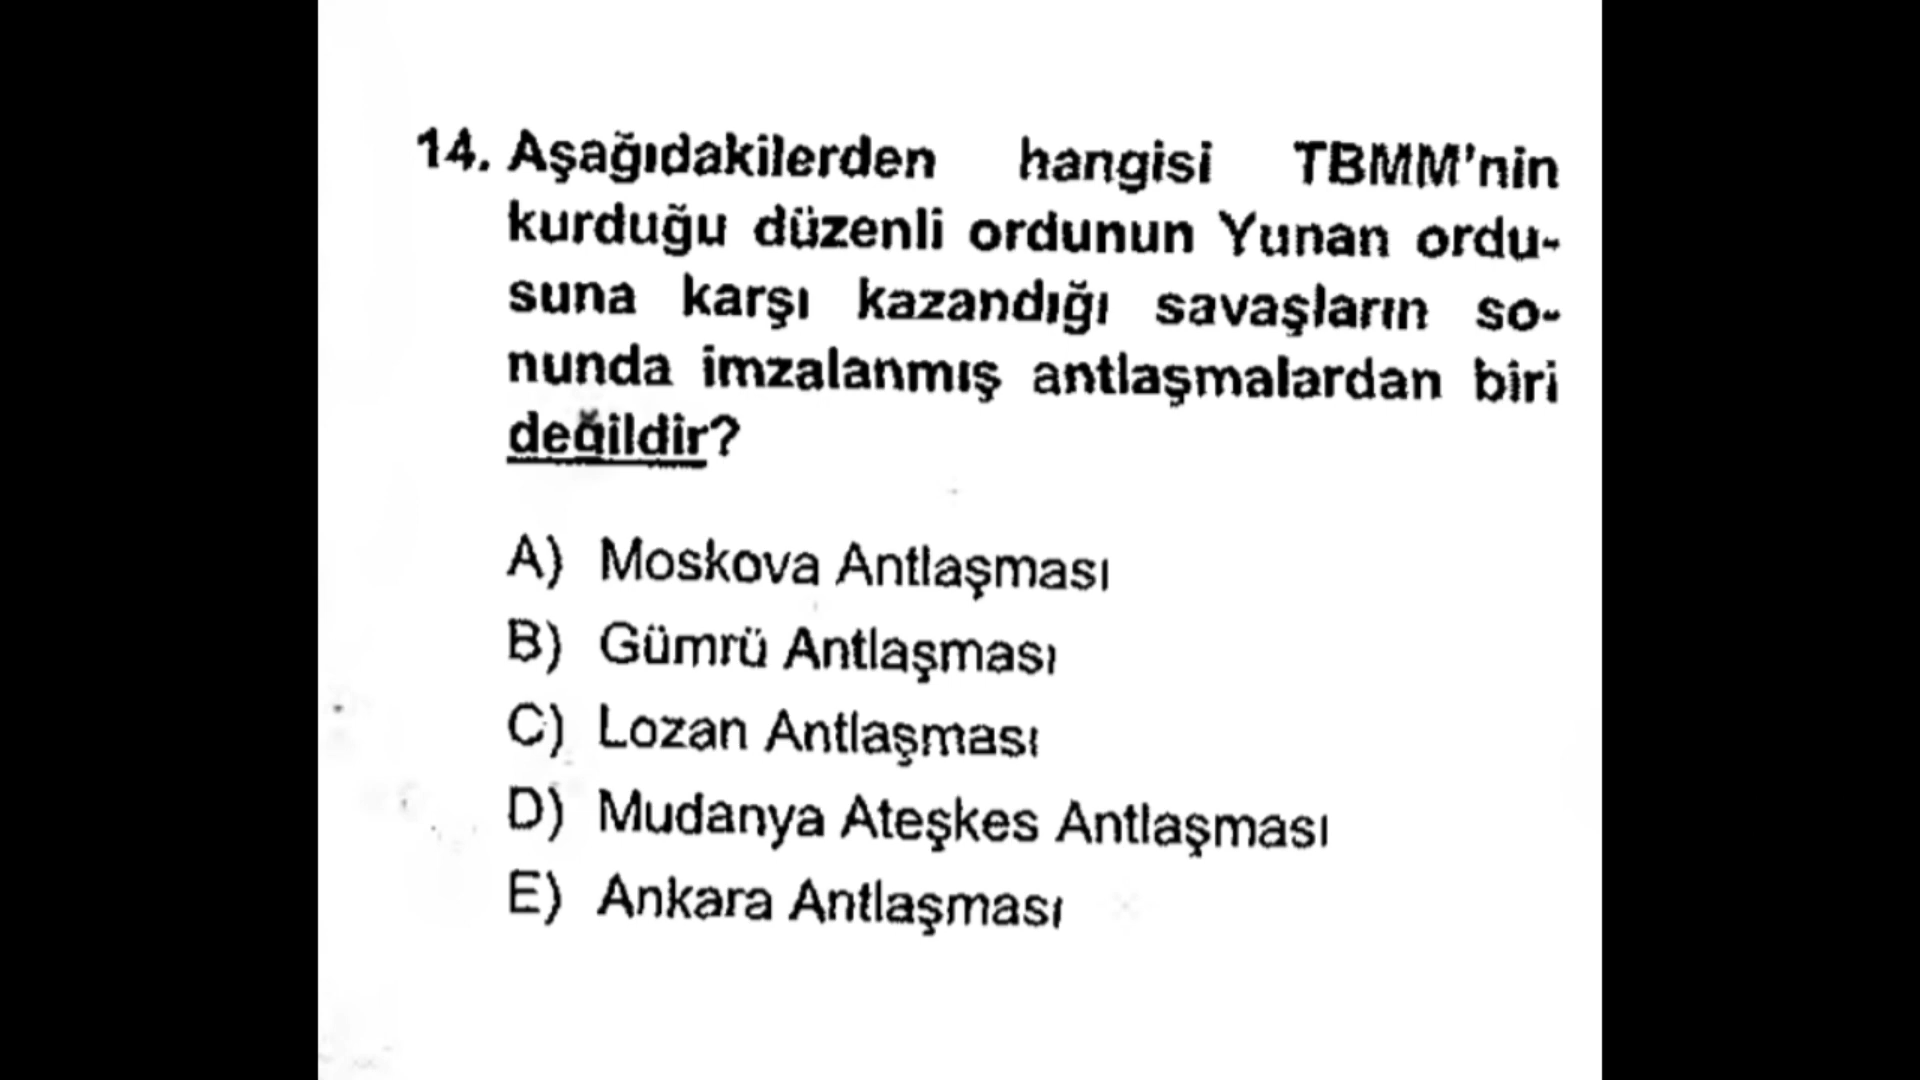 14. Aşağıdakilerden hangisi TBMM'nin
kurduğu düzenli ordunun Yunan ordu-
suna karşı kazandığı savaşların so-
nunda imzalanmış antlaşmalardan biri
değildir?
A) Moskova Antlaşması
B) Gümrü Antlaşması
C) Lozan Antlaşması
D) Mudanya Ateşkes Antlaşması
E) Ankara Antlaşması